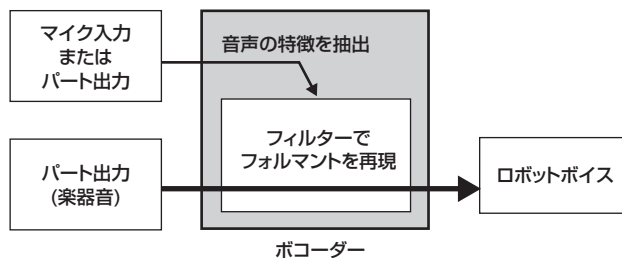 マイク入力
または
パート出力
音声の特徴を抽出
フィルターで
フォルマントを再現
パート出力
(楽器音)
ロボットボイス
ボコーダー